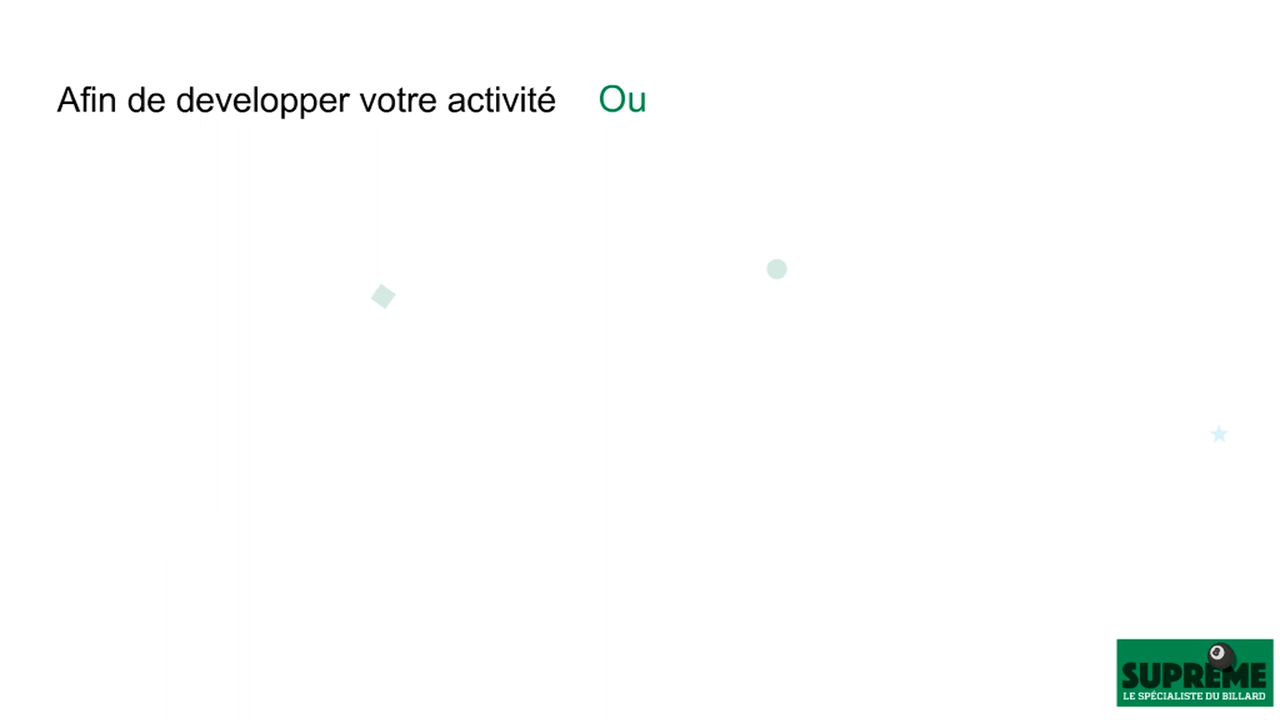 Afin de developper votre activité Ou
SUPRÊME
LE SPÉCIALISTE DU BILLARD